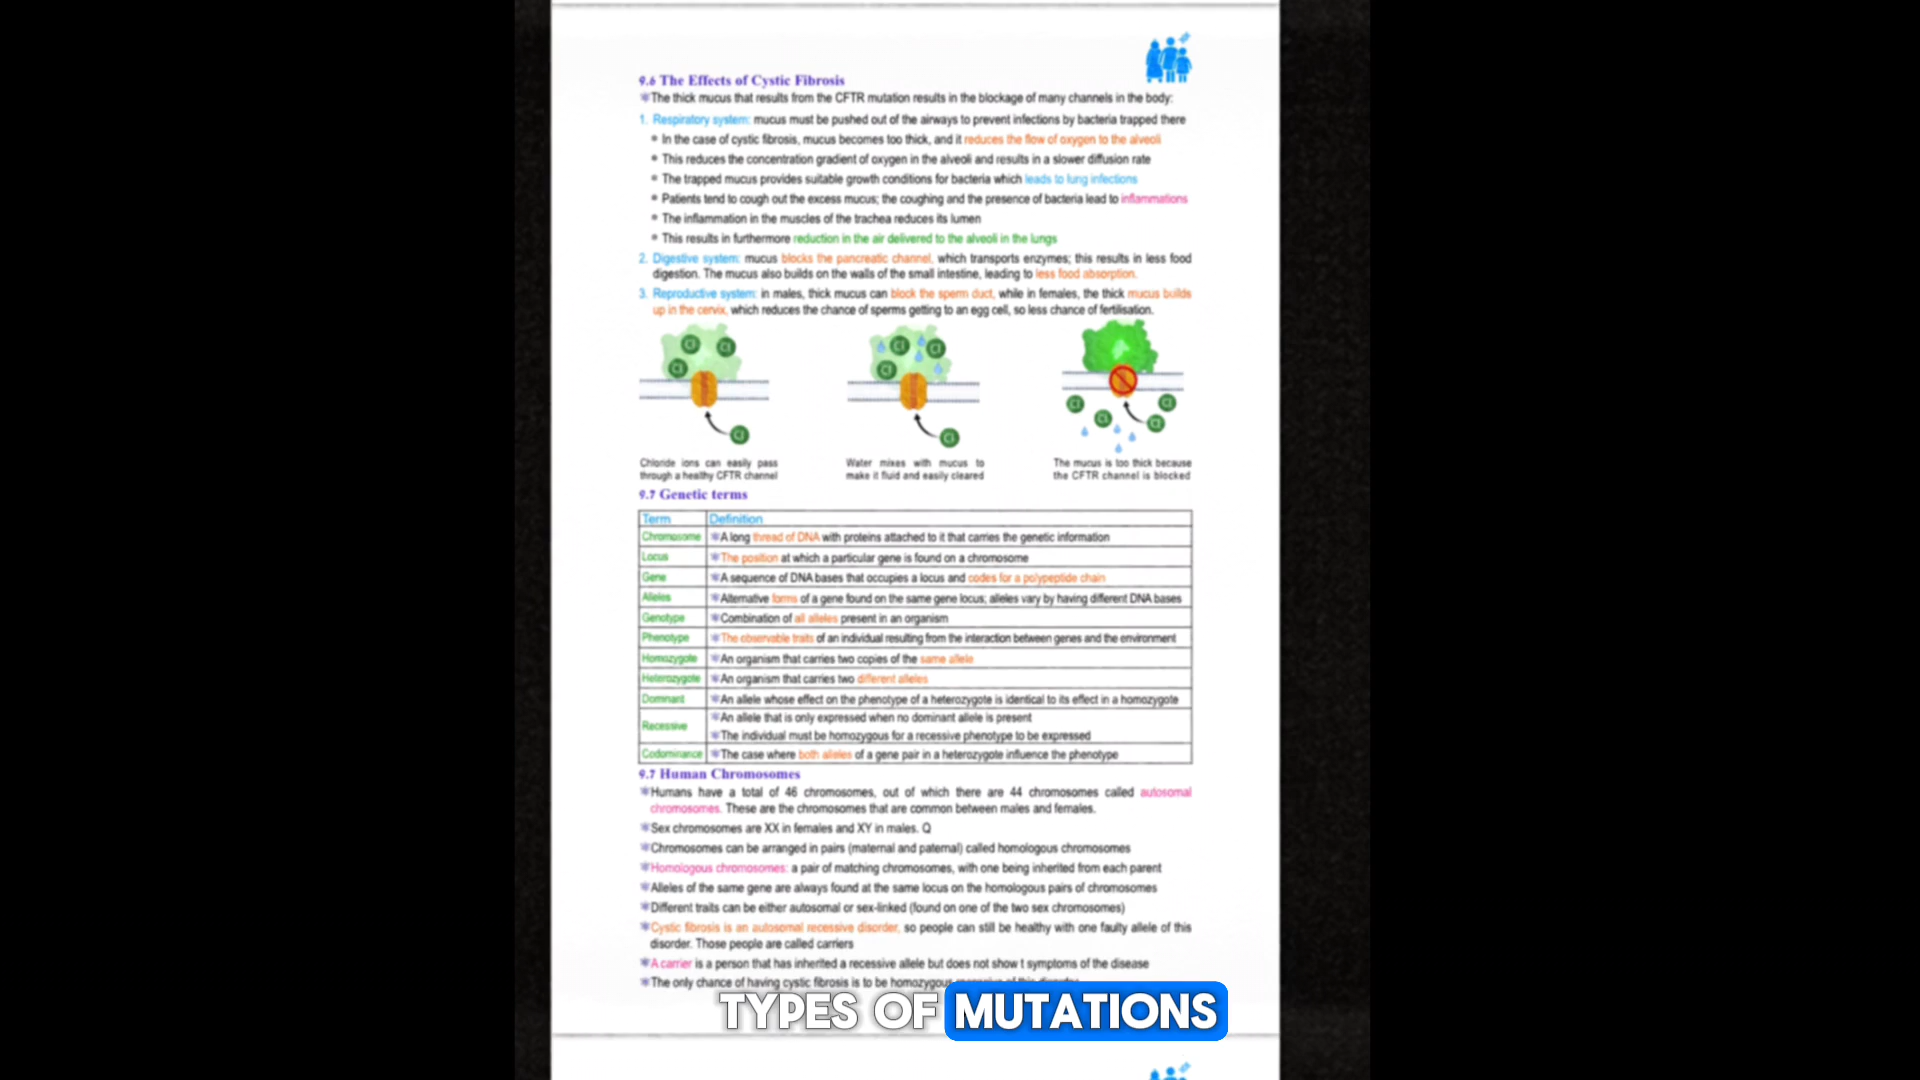 9.6 The Effects of Cystic Fibrosis
The thick mucus that results from the CFTR mutation results in the blockage of many channels in the body:
1. Respiratory system: mucus must be pushed out of the airways to prevent infections by bacteria trapped there
In the case of cystic fibrosis, mucus becomes too thick, and it reduces the flow of oxygen to the alveoli
This reduces the concentration gradient of oxygen in the alveoli and results in a slower diffusion rate
The trapped mucus provides suitable growth conditions for bacteria which leads to lung infections
Patients tend to cough out the excess mucus; the coughing and the presence of bacteria lead to inflammations
The inflammation in the muscles of the trachea reduces its lumen
This results in furthermore reduction in the air delivered to the alveoli in the lungs
2. Digestive system: mucus blocks the pancreatic channel, which transports enzymes; this results in less food
digestion. The mucus also builds on the walls of the small intestine, leading to less food absorption.
3. Reproductive system: in males, thick mucus can block the sperm duct, while in females, the thick mucus builds
up in the cervix, which reduces the chance of sperms getting to an egg cell, so less chance of fertilisation.
Cl Cl Cl Cl
Cl Cl Cl Cl
Cl Cl Cl Cl
Chloride ions can easily pass
through a healthy CFTR channel
Water mixes with mucus to
make it fluid and easily cleared
The mucus is too thick because
the CFTR channel is blocked
9.7 Genetic terms
Term Definition
Chromosome A long thread of DNA with proteins attached to it that carries the genetic information
Locus The position at which a particular gene is found on a chromosome
Gene A sequence of DNA bases that occupies a locus and codes for a polypeptide chain
Alleles Alternative forms of a gene found on the same gene locus; alleles vary by having different DNA bases
Genotype Combination of all alleles present in an organism
Phenotype The observable traits of an individual resulting from the interaction between genes and the environment
Homozygote An organism that carries two copies of the same allele
Heterozygote An organism that carries two different alleles
Dominant An allele whose effect on the phenotype of a heterozygote is identical to its effect in a homozygote
Recessive An allele that is only expressed when no dominant allele is present
The individual must be homozygous for a recessive phenotype to be expressed
Codominance The case where both alleles of a gene pair in a heterozygote influence the phenotype
9.7 Human Chromosomes
Humans have a total of 46 chromosomes, out of which there are 44 chromosomes called autosomal
chromosomes. These are the chromosomes that are common between males and females.
Sex chromosomes are XX in females and XY in males. Q
Chromosomes can be arranged in pairs (maternal and paternal) called homologous chromosomes
Homologous chromosomes: a pair of matching chromosomes, with one being inherited from each parent
Alleles of the same gene are always found at the same locus on the homologous pairs of chromosomes
Different traits can be either autosomal or sex-linked (found on one of the two sex chromosomes)
Cystic fibrosis is an autosomal recessive disorder, so people can still be healthy with one faulty allele of this
disorder. Those people are called carriers
A carrier is a person that has inherited a recessive allele but does not show t symptoms of the disease
The only chance of having cystic fibrosis is to be homozygous
TYPES OF MUTATIONS